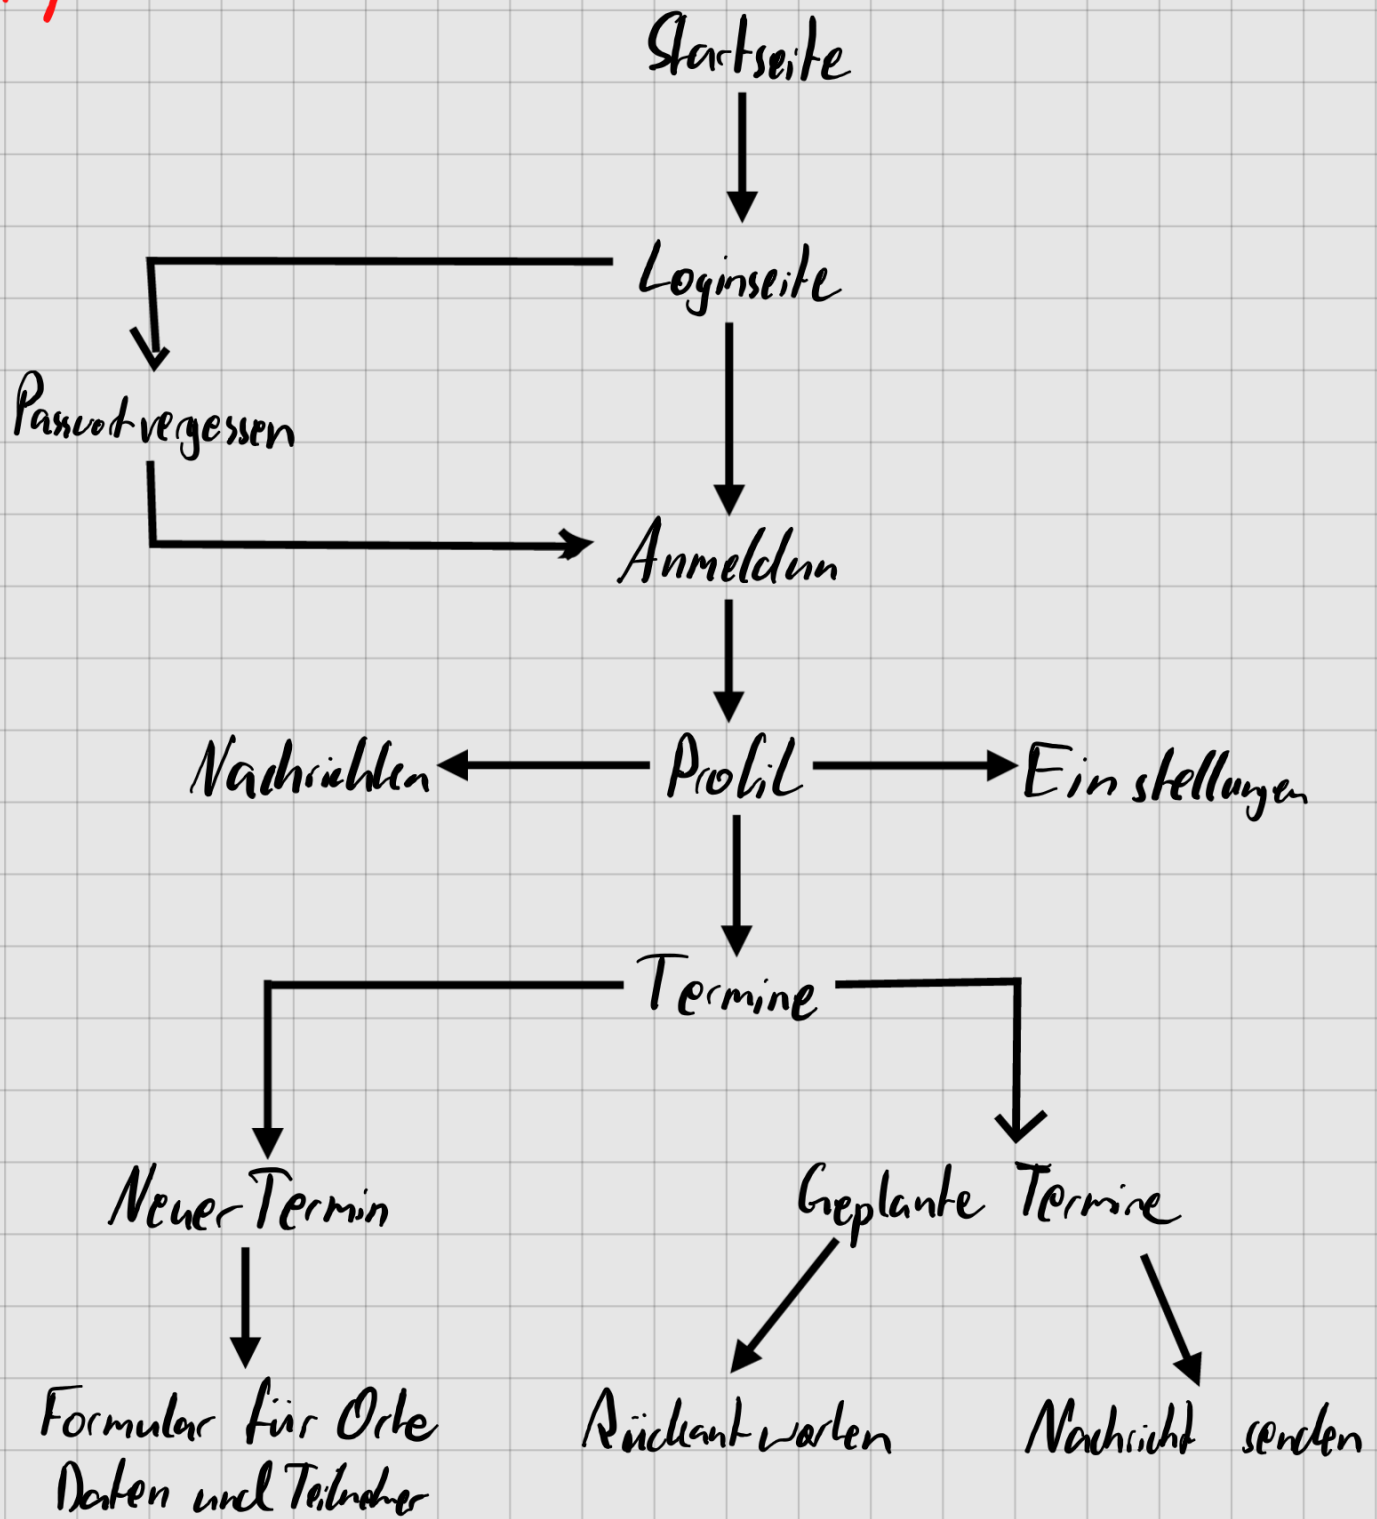 Startseite
Loginseite
Passwort vergessen
Anmeldun
Nachrichten
Profil
Einstellungen
Termine
Neuer Termin
Geplante Termine
Formular für Orte
Daten und Teilnehmer
Rückantworten
Nachricht senden